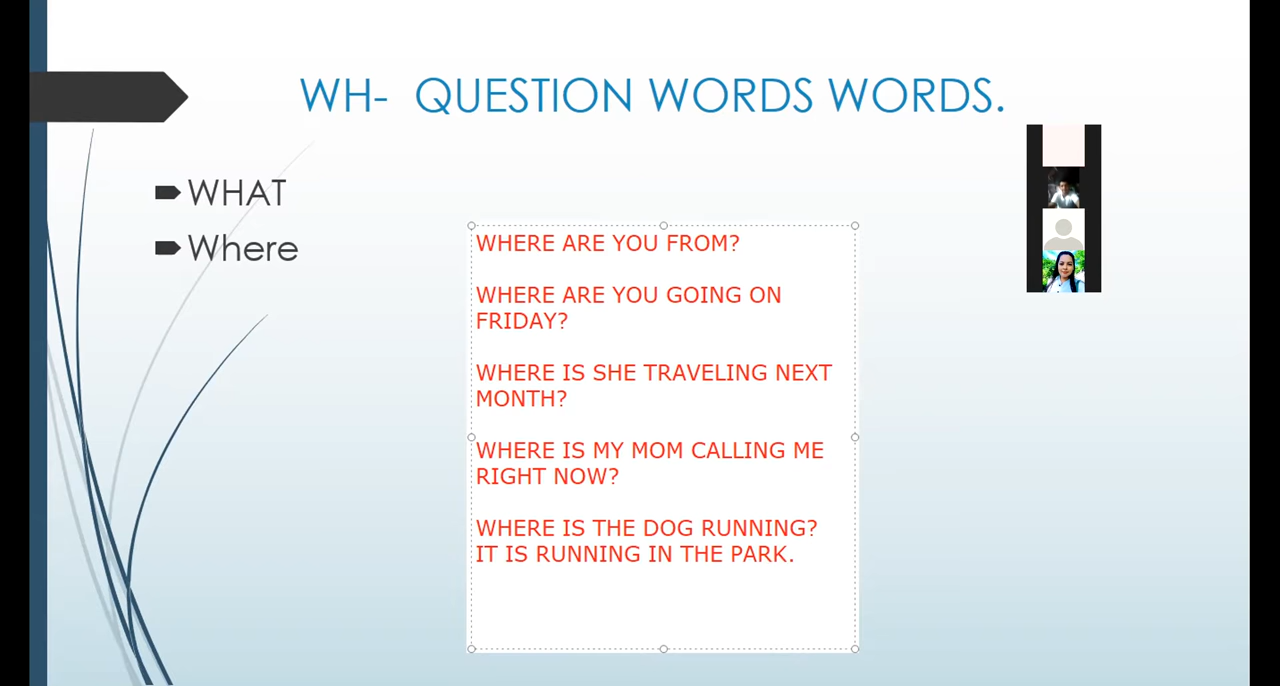 WH- QUESTION WORDS WORDS.
WHAT
Where
WHERE ARE YOU FROM?
WHERE ARE YOU GOING ON
FRIDAY?
WHERE IS SHE TRAVELING NEXT
MONTH?
WHERE IS MY MOM CALLING ME
RIGHT NOW?
WHERE IS THE DOG RUNNING?
IT IS RUNNING IN THE PARK.